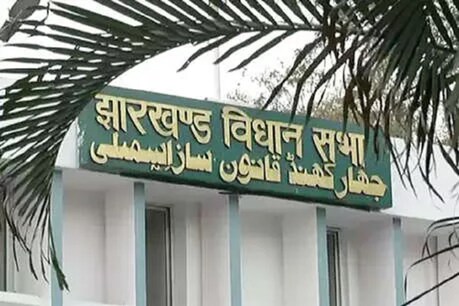 झारखण्ड विधान सभा
جھارکھنڈ قانون ساز اسمبلی